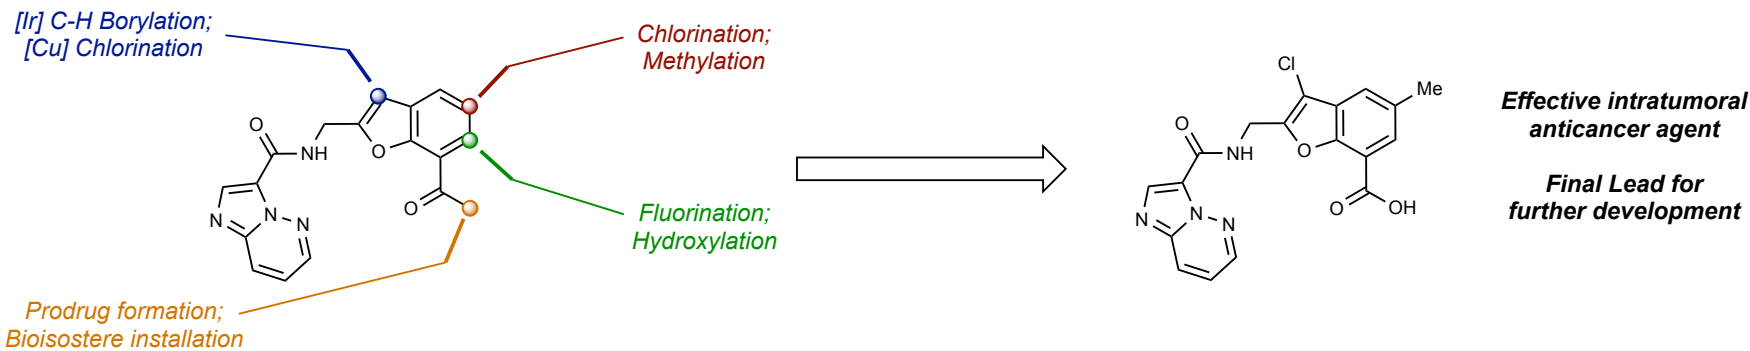 [Ir] C-H Borylation;
[Cu] Chlorination
Chlorination;
Methylation
O
NH
O
O
N
N
N
Fluorination;
Hydroxylation
Prodrug formation;
Bioisostere installation
Cl
Me
O
NH
O
O
OH
N
N
N
Effective intratumoral
anticancer agent
Final Lead for
further development